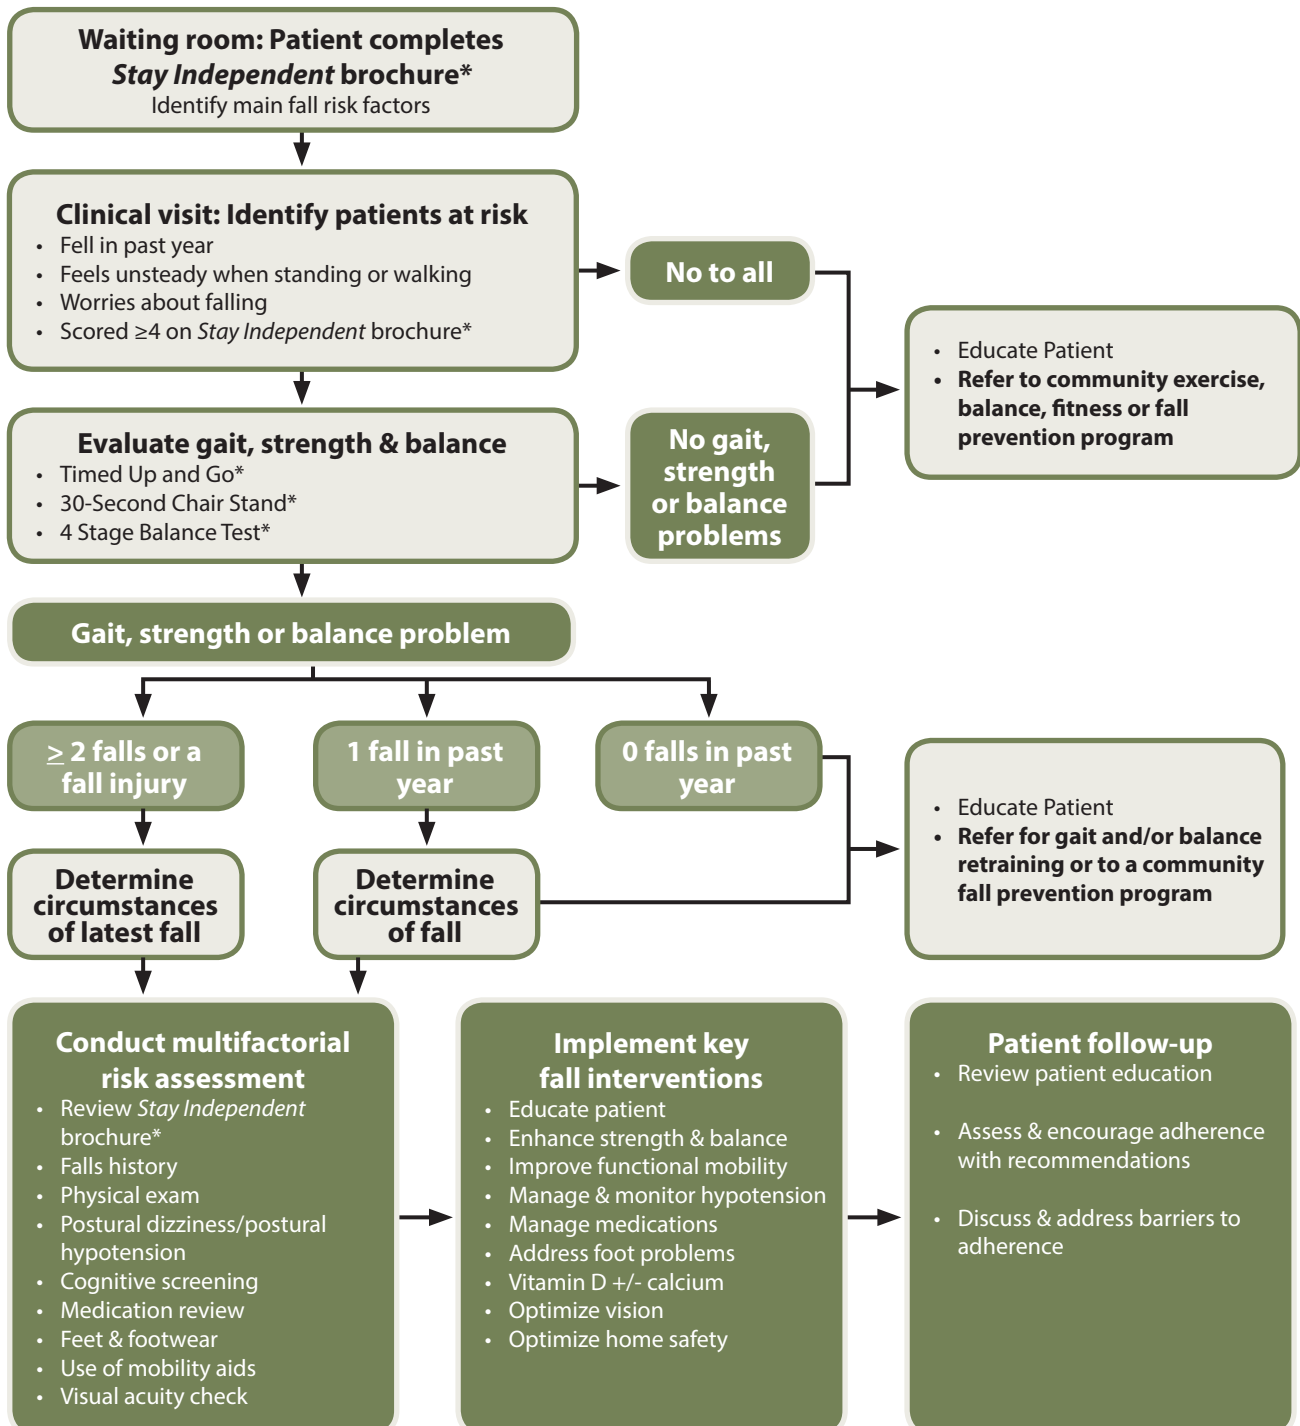 Waiting room: Patient completes
Stay Independent brochure*
Identify main fall risk factors
Clinical visit: Identify patients at risk
• Fell in past year
• Feels unsteady when standing or walking
• Worries about falling
• Scored ≥4 on Stay Independent brochure*
No to all
• Educate Patient
• Refer to community exercise,
balance, fitness or fall
prevention program
Evaluate gait, strength & balance
• Timed Up and Go*
• 30-Second Chair Stand*
• 4 Stage Balance Test*
No gait,
strength
or balance
problems
Gait, strength or balance problem
≥ 2 falls or a
fall injury
1 fall in past
year
0 falls in past
year
• Educate Patient
• Refer for gait and/or balance
retraining or to a community
fall prevention program
Determine
circumstances
of latest fall
Determine
circumstances
of fall
Conduct multifactorial
risk assessment
• Review Stay Independent
brochure*
• Falls history
• Physical exam
• Postural dizziness/postural
hypotension
• Cognitive screening
• Medication review
• Feet & footwear
• Use of mobility aids
• Visual acuity check
Implement key
fall interventions
• Educate patient
• Enhance strength & balance
• Improve functional mobility
• Manage & monitor hypotension
• Manage medications
• Address foot problems
• Vitamin D +/- calcium
• Optimize vision
• Optimize home safety
Patient follow-up
• Review patient education
• Assess & encourage adherence
with recommendations
• Discuss & address barriers to
adherence